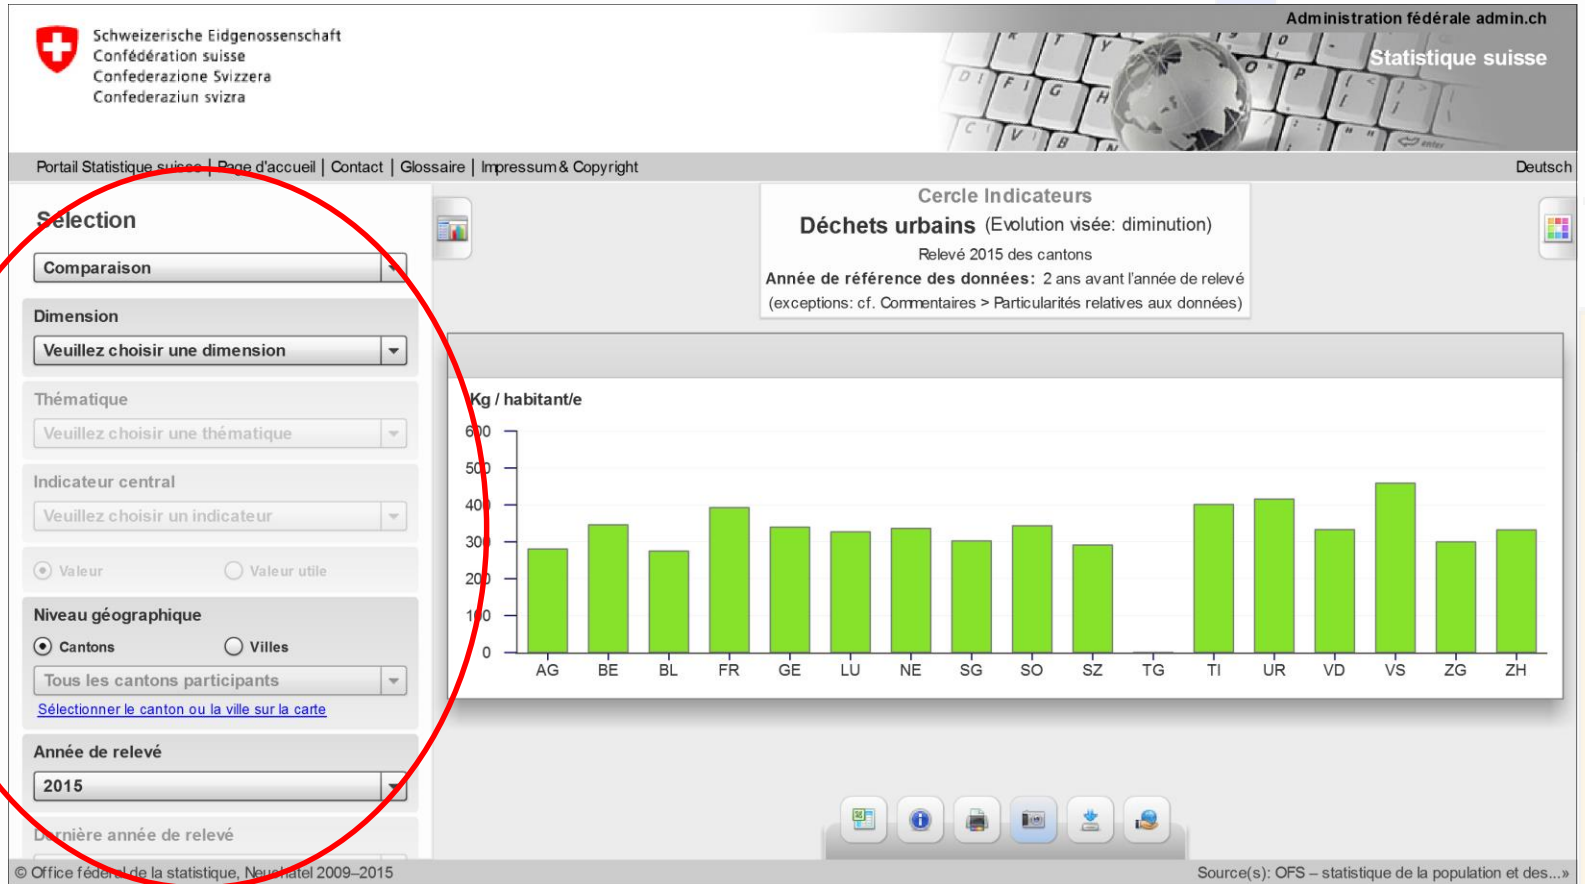 Administration fédérale admin.ch
Schweizerische Eidgenossenschaft
Confédération suisse
Confederazione Svizzera
Confederaziun svizra
Statistique suisse
Portail Statistique suisse | Page d'accueil | Contact | Glossaire | Impressum & Copyright
Deutsch
Sélection
Comparaison
Dimension
Veuillez choisir une dimension
Thématique
Veuillez choisir une thématique
Indicateur central
Veuillez choisir un indicateur
Valeur
Valeur utile
Niveau géographique
Cantons
Villes
Tous les cantons participants
Sélectionner le canton ou la ville sur la carte
Année de relevé
2015
Dernière année de relevé
Cercle Indicateurs
Déchets urbains (Evolution visée: diminution)
Relevé 2015 des cantons
Année de référence des données: 2 ans avant l'année de relevé
(exceptions: cf. Commentaires > Particularités relatives aux données)
Kg / habitant/e
600
500
400
300
200
100
0
AG BE BL FR GE LU NE SG SO SZ TG TI UR VD VS ZG ZH
© Office fédéral de la statistique, Neuchâtel 2009–2015
Source(s): OFS – statistique de la population et des...»